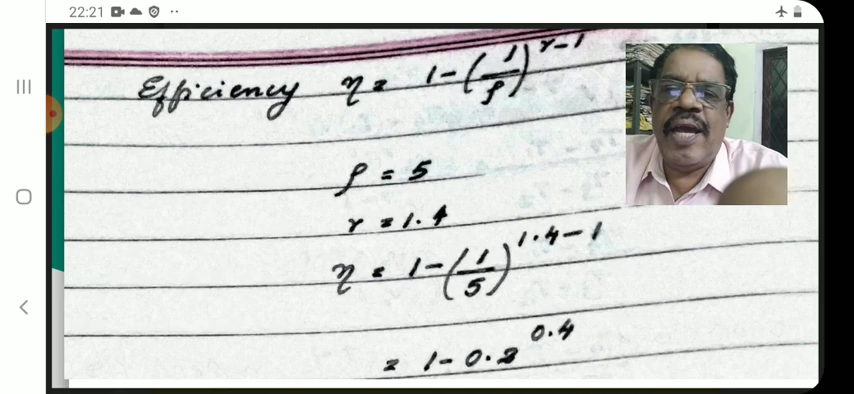 22:21
Efficiency η = 1-(1/ρ)^γ-1
ρ = 5
γ = 1.4
η = 1-(1/5)^1.4-1
= 1-0.2^0.4